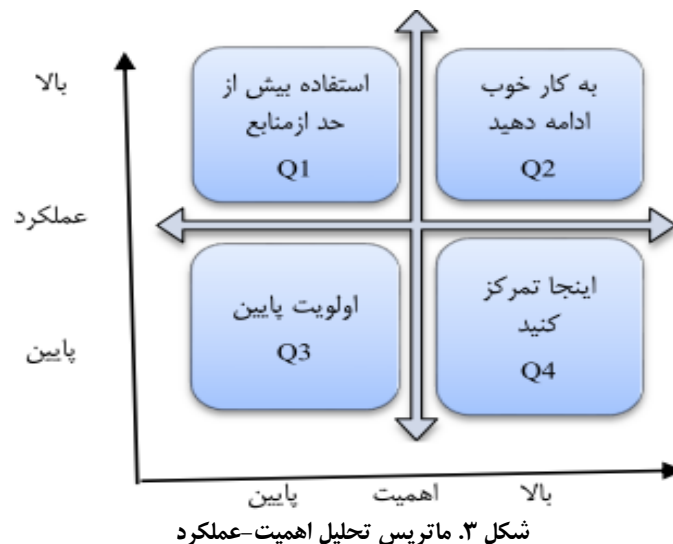 بالا
عملکرد
پایین
به کار خوب
ادامه دهید
Q2
استفاده بیش از
حد ازمنابع
Q1
اینجا تمرکز
کنید
Q4
اولویت پایین
Q3
بالا
اهمیت
پایین
شکل ۳. ماتریس تحلیل اهمیت-عملکرد